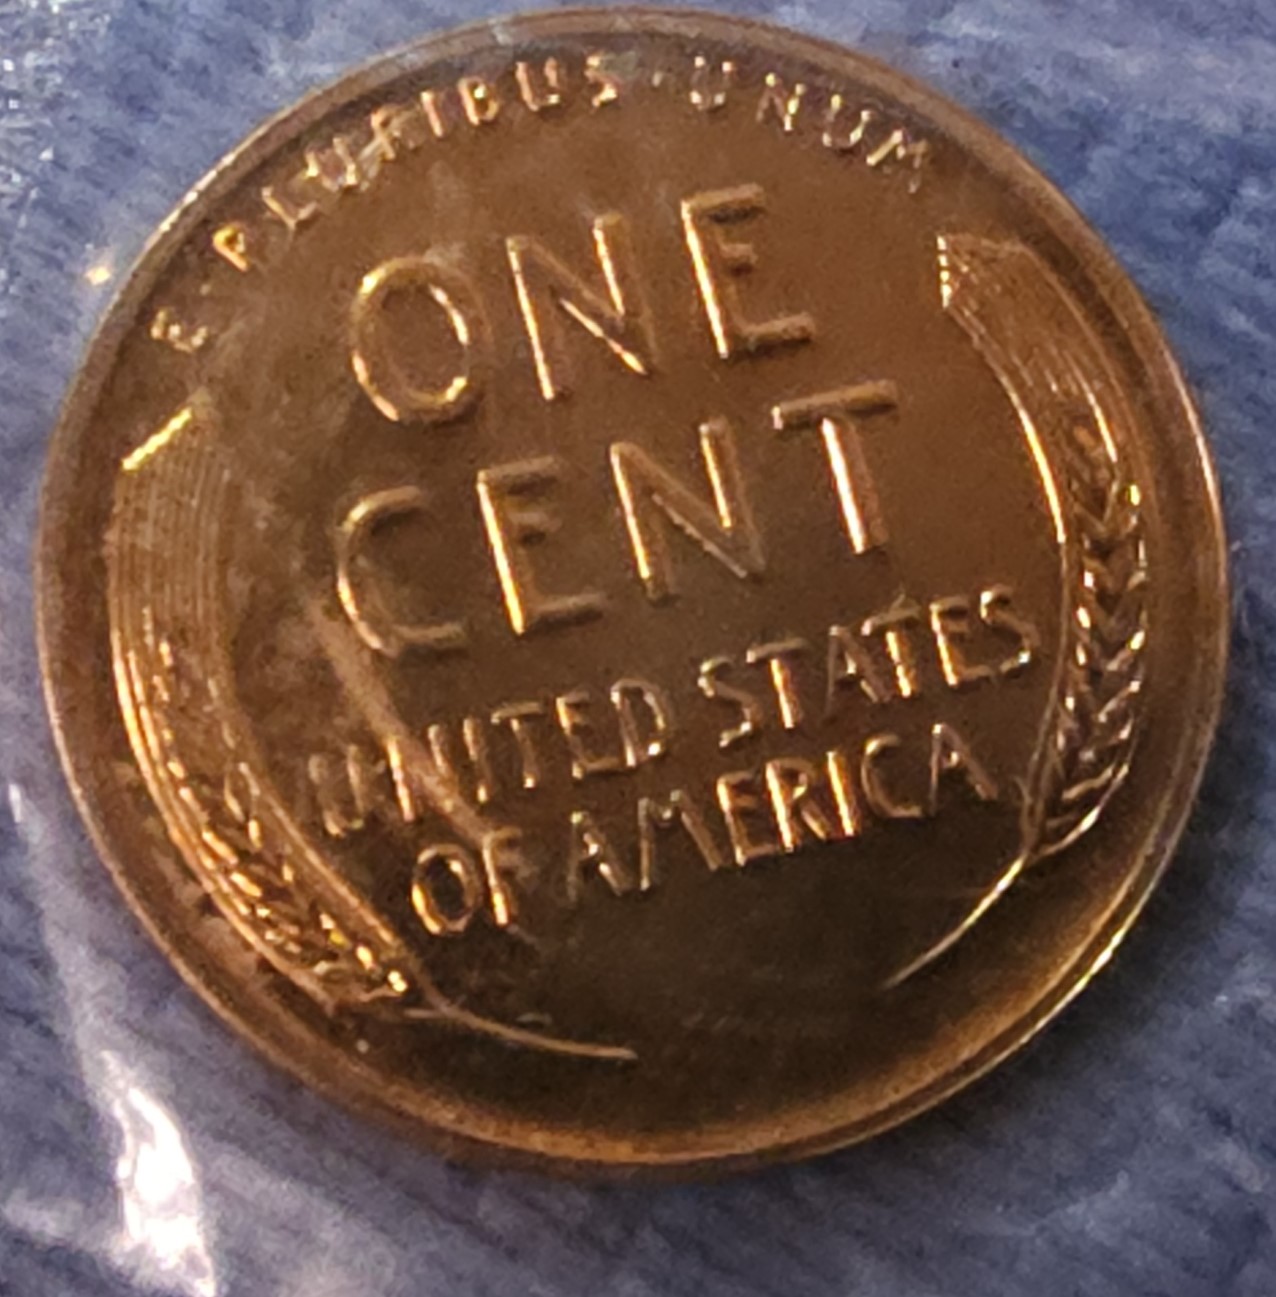 E · PLURIBUS · UNUM
ONE
CENT
UNITED STATES
OF AMERICA